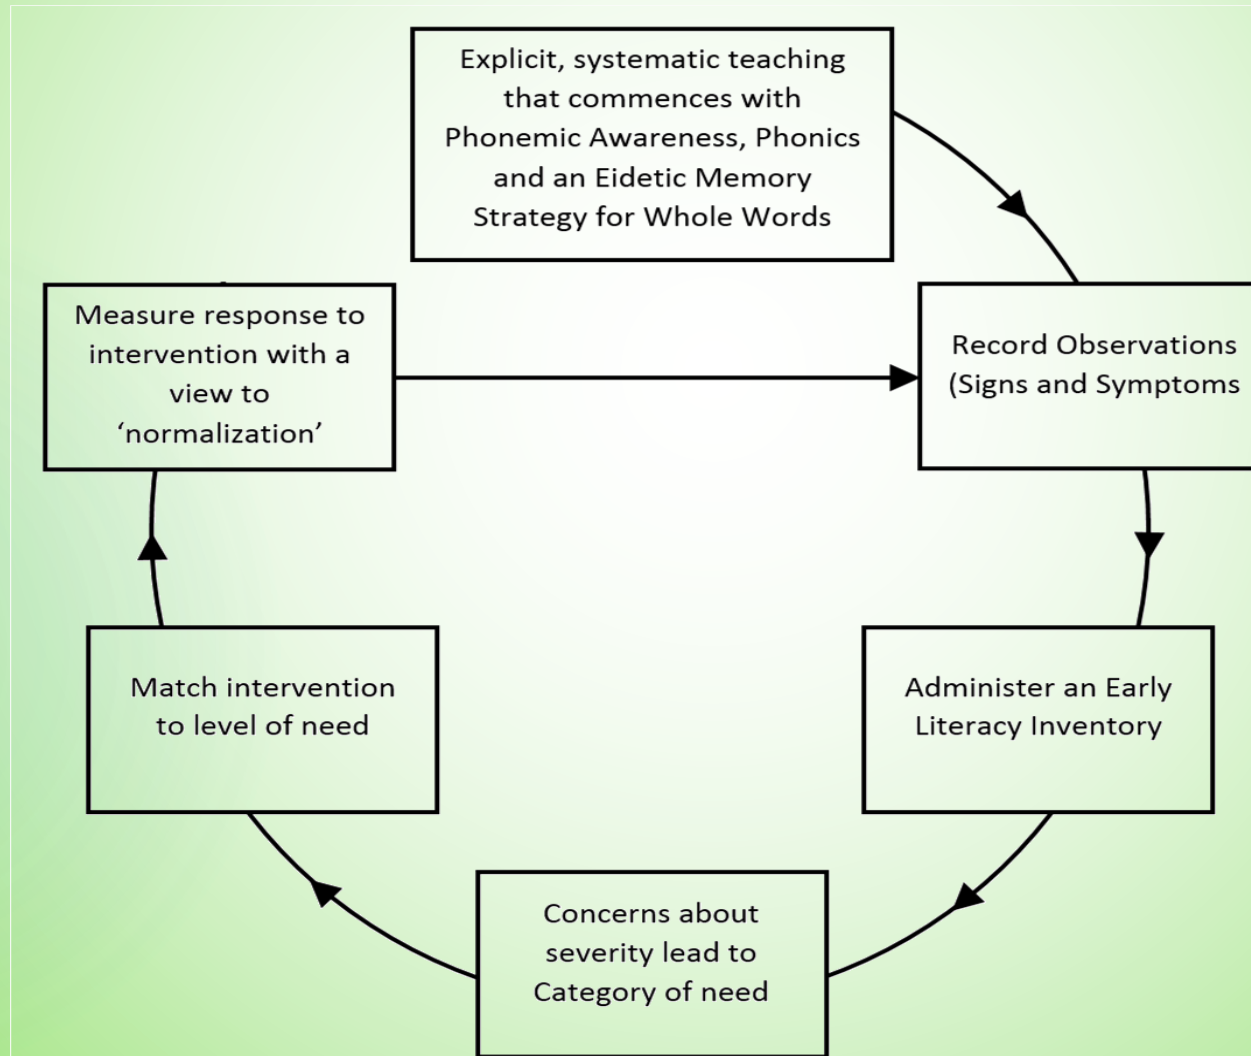 Explicit, systematic teaching
that commences with
Phonemic Awareness, Phonics
and an Eidetic Memory
Strategy for Whole Words
Record Observations
(Signs and Symptoms
Administer an Early
Literacy Inventory
Concerns about
severity lead to
Category of need
Match intervention
to level of need
Measure response to
intervention with a
view to
‘normalization’